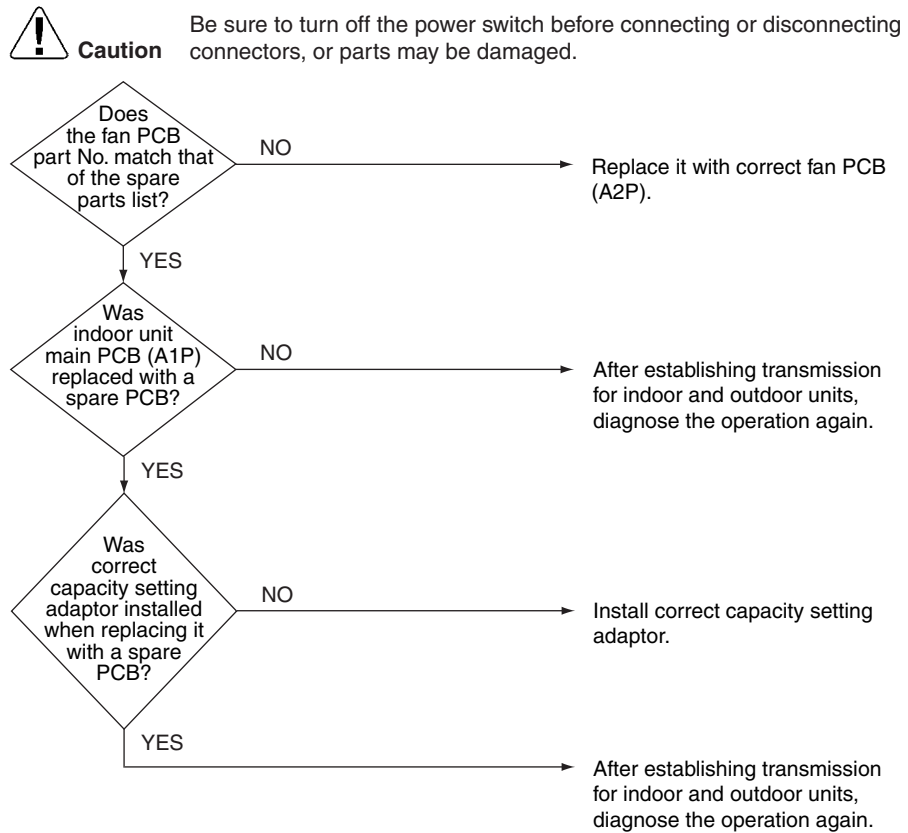 Caution
Be sure to turn off the power switch before connecting or disconnecting
connectors, or parts may be damaged.
Does
the fan PCB
part No. match that
of the spare
parts list?
NO
Replace it with correct fan PCB
(A2P).
YES
Was
indoor unit
main PCB (A1P)
replaced with a
spare PCB?
NO
After establishing transmission
for indoor and outdoor units,
diagnose the operation again.
YES
Was
correct
capacity setting
adaptor installed
when replacing it
with a spare
PCB?
NO
Install correct capacity setting
adaptor.
YES
After establishing transmission
for indoor and outdoor units,
diagnose the operation again.